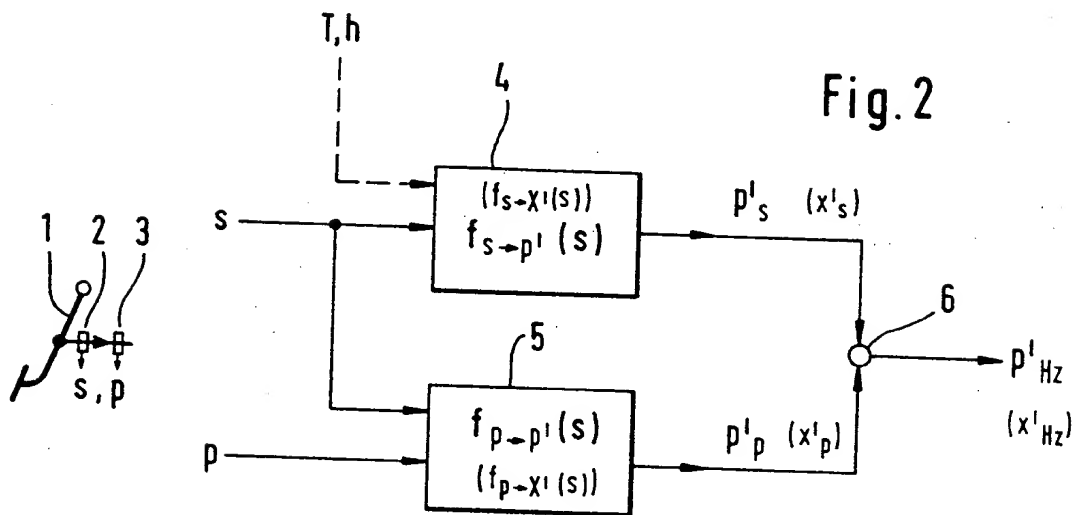 Fig. 2
T, h
4
(f_{s→x'}(s))
f_{s→p'}(s)
s
p'_s (x'_s)
1 2 3
s, p
6
p'_{Hz}
(x'_{Hz})
5
f_{p→p'}(s)
(f_{p→x'}(s))
p
p'_p (x'_p)